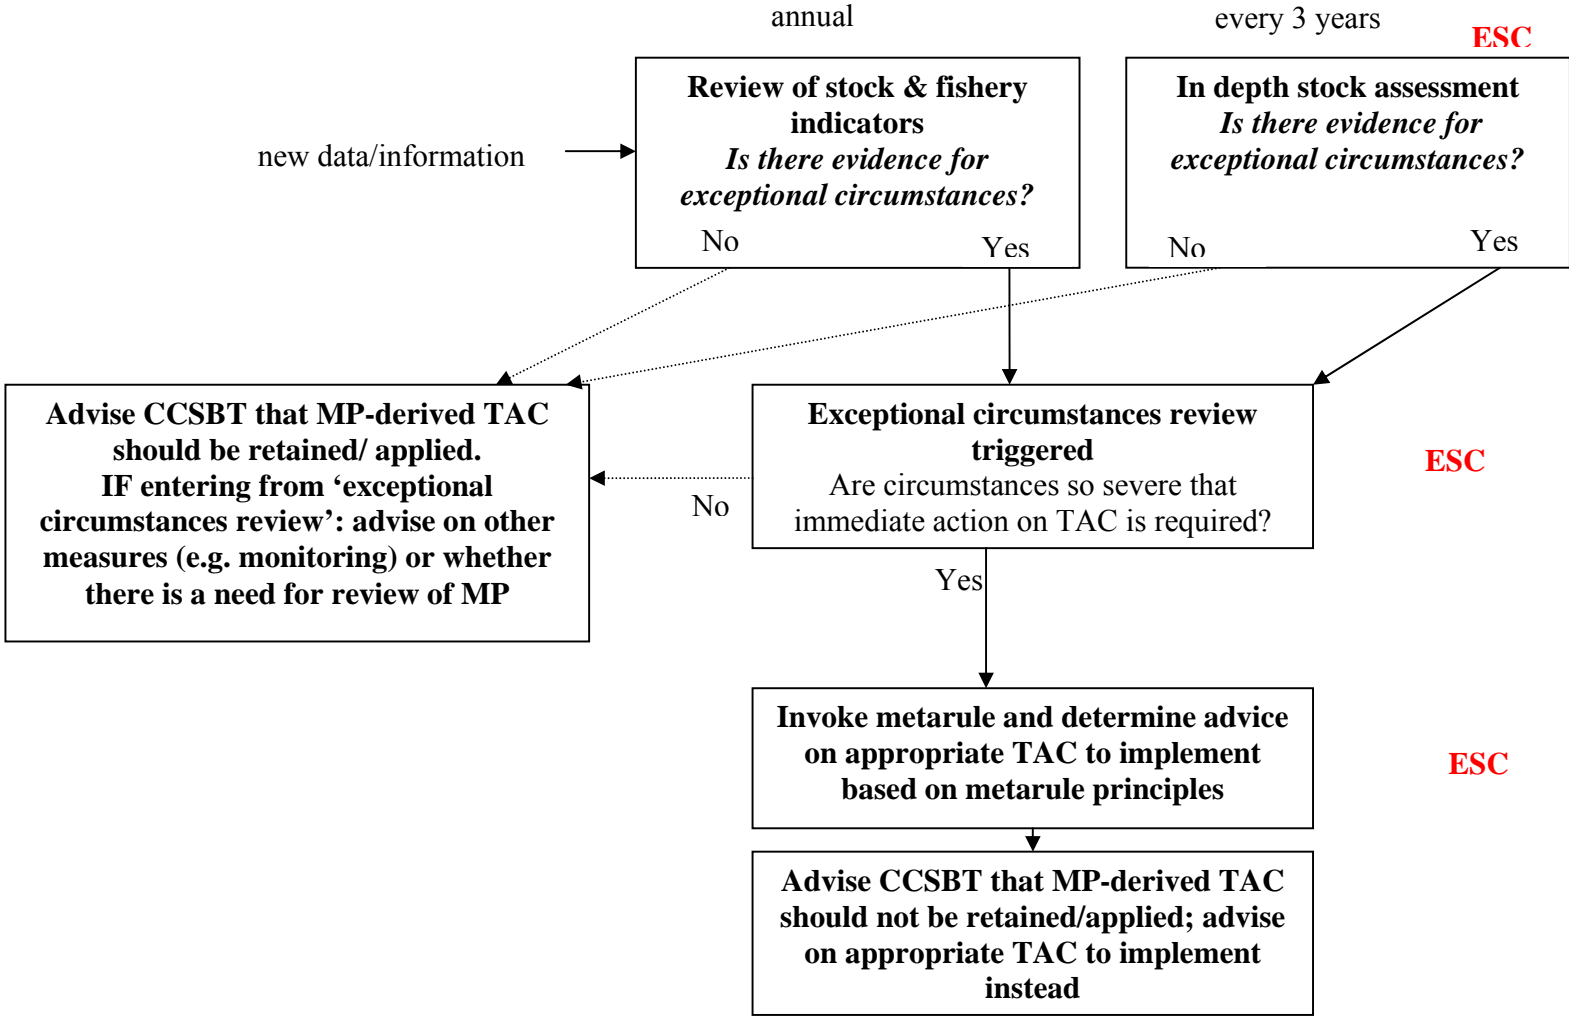 annual
every 3 years
ESC
Review of stock & fishery
indicators
Is there evidence for
exceptional circumstances?
No
Yes
In depth stock assessment
Is there evidence for
exceptional circumstances?
No
Yes
new data/information
Advise CCSBT that MP-derived TAC
should be retained/ applied.
IF entering from ‘exceptional
circumstances review’: advise on other
measures (e.g. monitoring) or whether
there is a need for review of MP
Exceptional circumstances review
triggered
Are circumstances so severe that
immediate action on TAC is required?
ESC
No
Yes
Invoke metarule and determine advice
on appropriate TAC to implement
based on metarule principles
ESC
Advise CCSBT that MP-derived TAC
should not be retained/applied; advise
on appropriate TAC to implement
instead